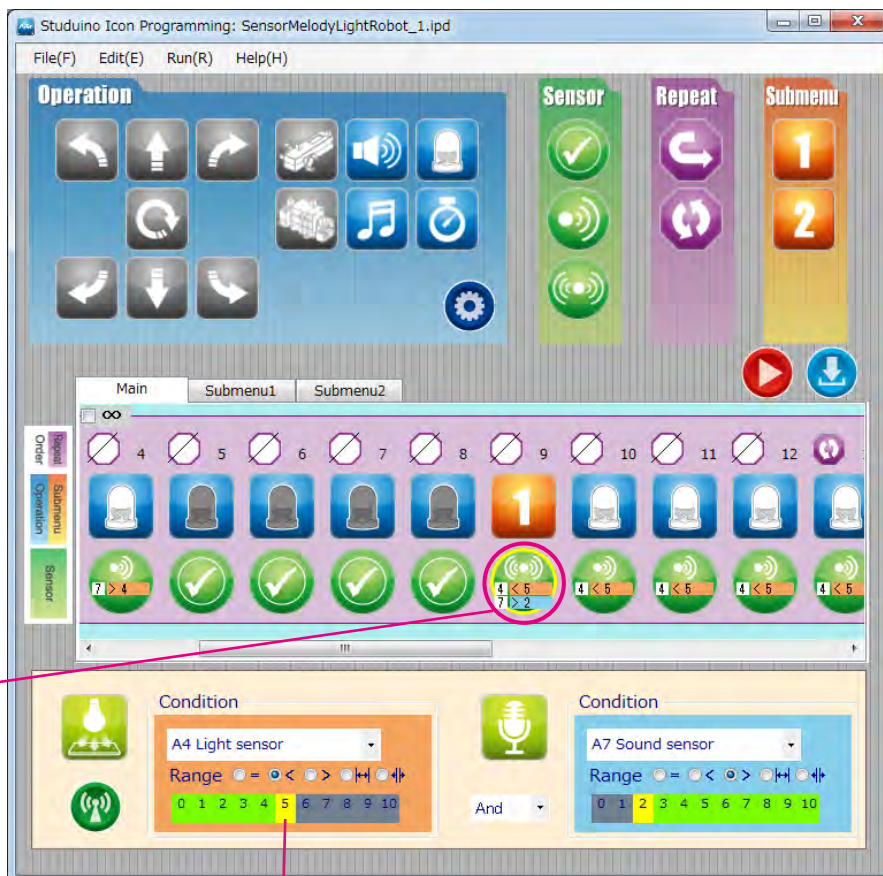 Studuino Icon Programming: SensorMelodyLightRobot_1.ipd
File(F) Edit(E) Run(R) Help(H)
Operation
Sensor
Repeat
Submenu
1
2
Main Submenu1 Submenu2
∞
Repeat Order
4 5 6 7 8 9 10 11 12
Submenu Operation
1
Sensor
7 > 4
4 < 5
7 > 2
4 < 5
4 < 5
4 < 5
4 < 5
Condition
A4 Light sensor
Range = < >
0 1 2 3 4 5 6 7 8 9 10
And
Condition
A7 Sound sensor
Range = < >
0 1 2 3 4 5 6 7 8 9 10